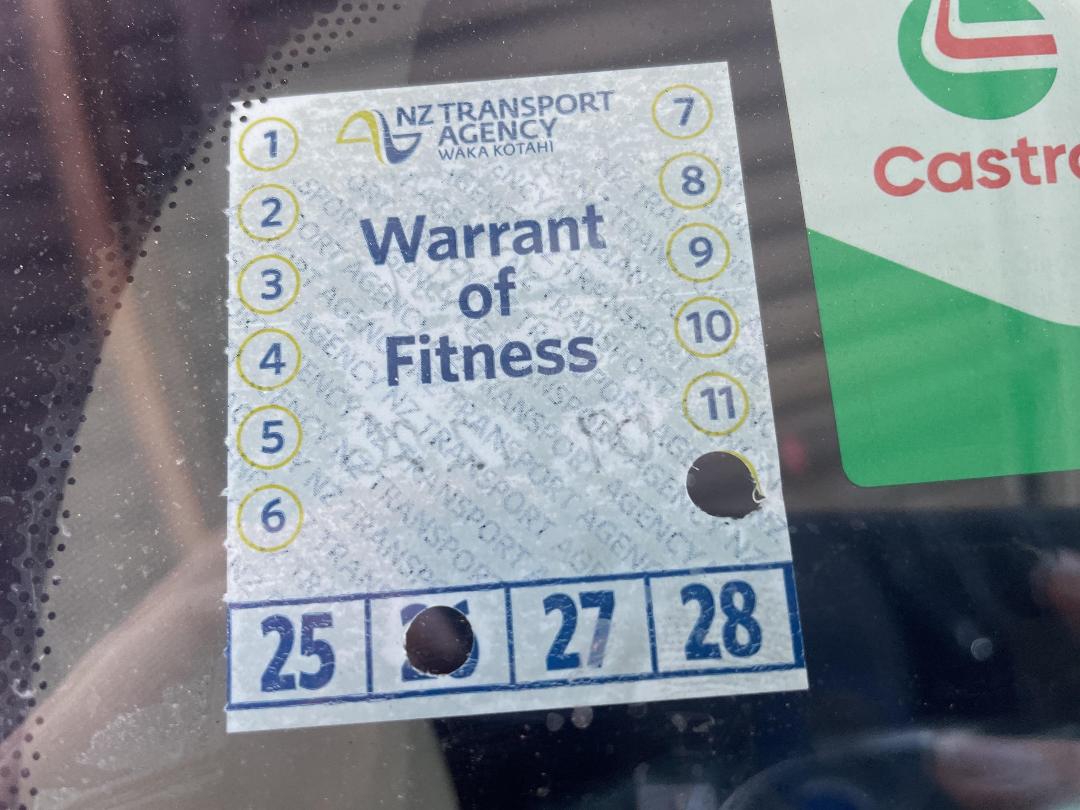 NZ TRANSPORT
AGENCY
WAKA KOTAHI
Warrant
of
Fitness
1
2
3
4
5
6
7
8
9
10
11
25
27
28
Castro